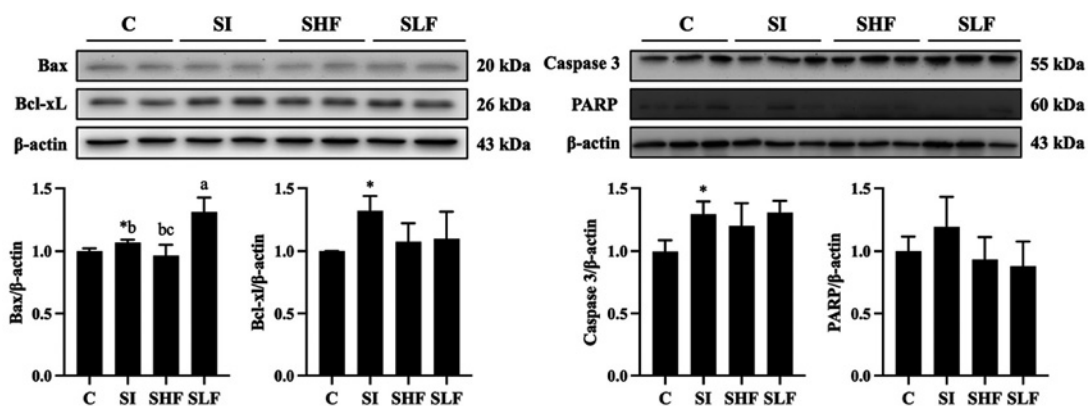 C SI SHF SLF
Bax 20 kDa
Bcl-xL 26 kDa
β-actin 43 kDa
C SI SHF SLF
Caspase 3 55 kDa
PARP 60 kDa
β-actin 43 kDa
Bax/β-actin
1.5
1.0
0.5
0.0
*b bc a
C SI SHF SLF
Bcl-xl/β-actin
1.5
1.0
0.5
0.0
*
C SI SHF SLF
Caspase 3/β-actin
1.5
1.0
0.5
0.0
*
C SI SHF SLF
PARP/β-actin
1.5
1.0
0.5
0.0
C SI SHF SLF